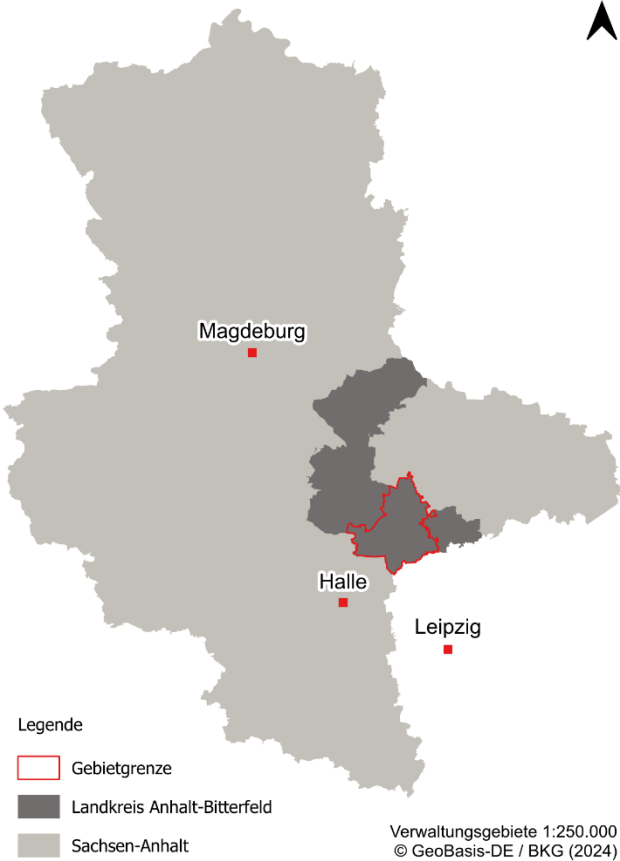 Magdeburg
Halle
Leipzig
Legende
Gebietgrenze
Landkreis Anhalt-Bitterfeld
Sachsen-Anhalt
Verwaltungsgebiete 1:250.000
© GeoBasis-DE / BKG (2024)